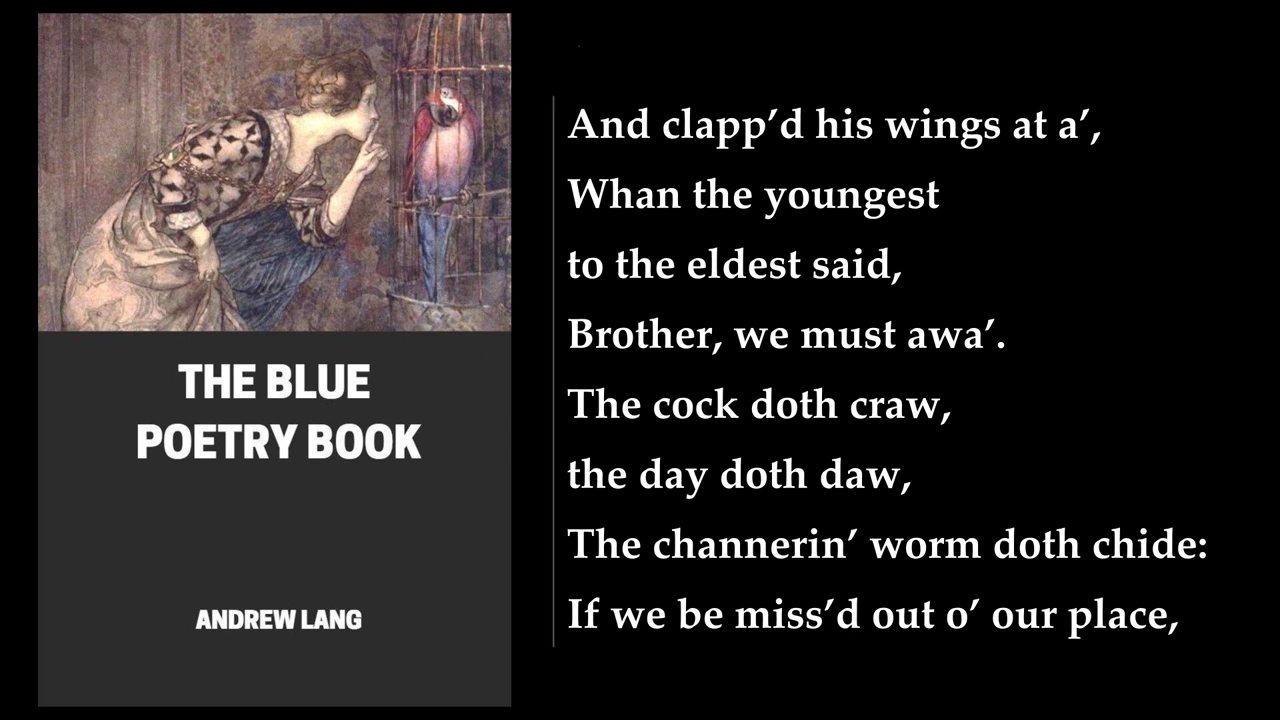 THE BLUE
POETRY BOOK
ANDREW LANG
And clapp’d his wings at a’,
Whan the youngest
to the eldest said,
Brother, we must awa’.
The cock doth craw,
the day doth daw,
The channerin’ worm doth chide:
If we be miss’d out o’ our place,